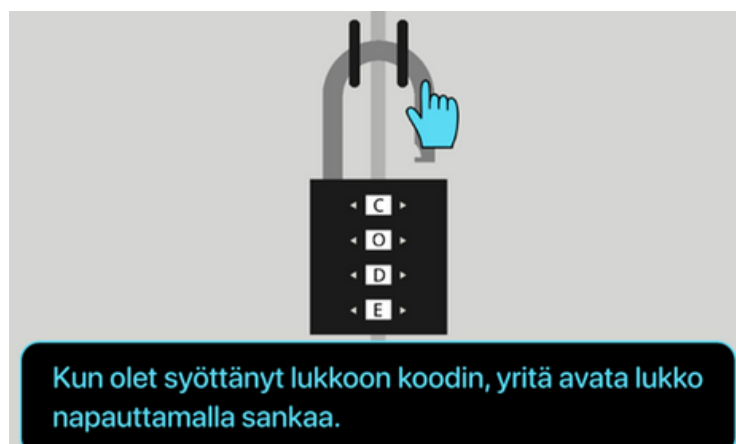 C
O
D
E
Kun olet syöttänyt lukkoon koodin, yritä avata lukko
napauttamalla sankaa.